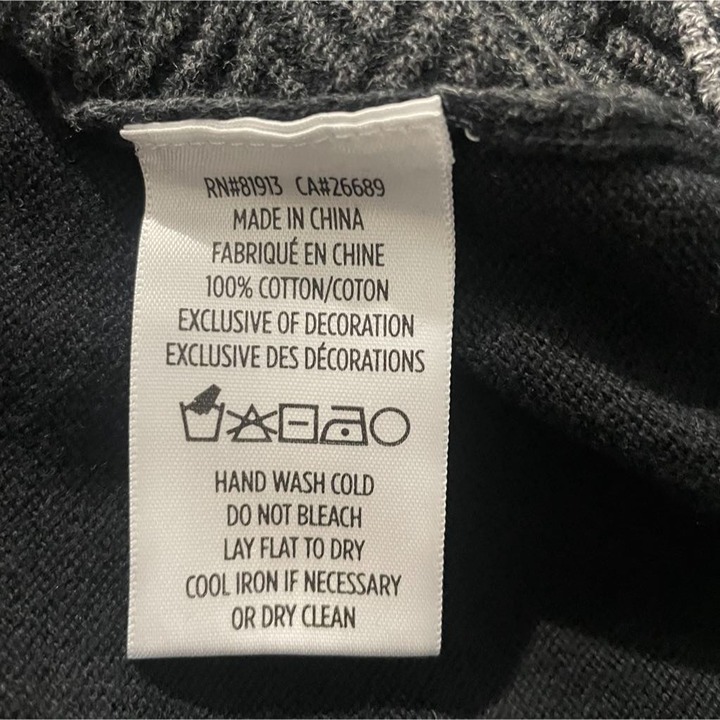 RN#81913 CA#26689
MADE IN CHINA
FABRIQUÉ EN CHINE
100% COTTON/COTON
EXCLUSIVE OF DECORATION
EXCLUSIVE DES DÉCORATIONS
HAND WASH COLD
DO NOT BLEACH
LAY FLAT TO DRY
COOL IRON IF NECESSARY
OR DRY CLEAN